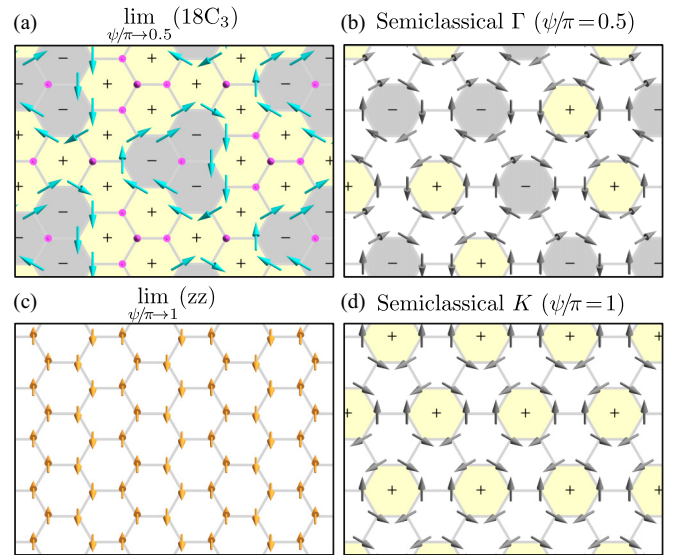 (a) lim (18C₃)
ψ/π→0.5
(b) Semiclassical Γ (ψ/π = 0.5)
(c) lim (zz)
ψ/π→1
(d) Semiclassical K (ψ/π = 1)